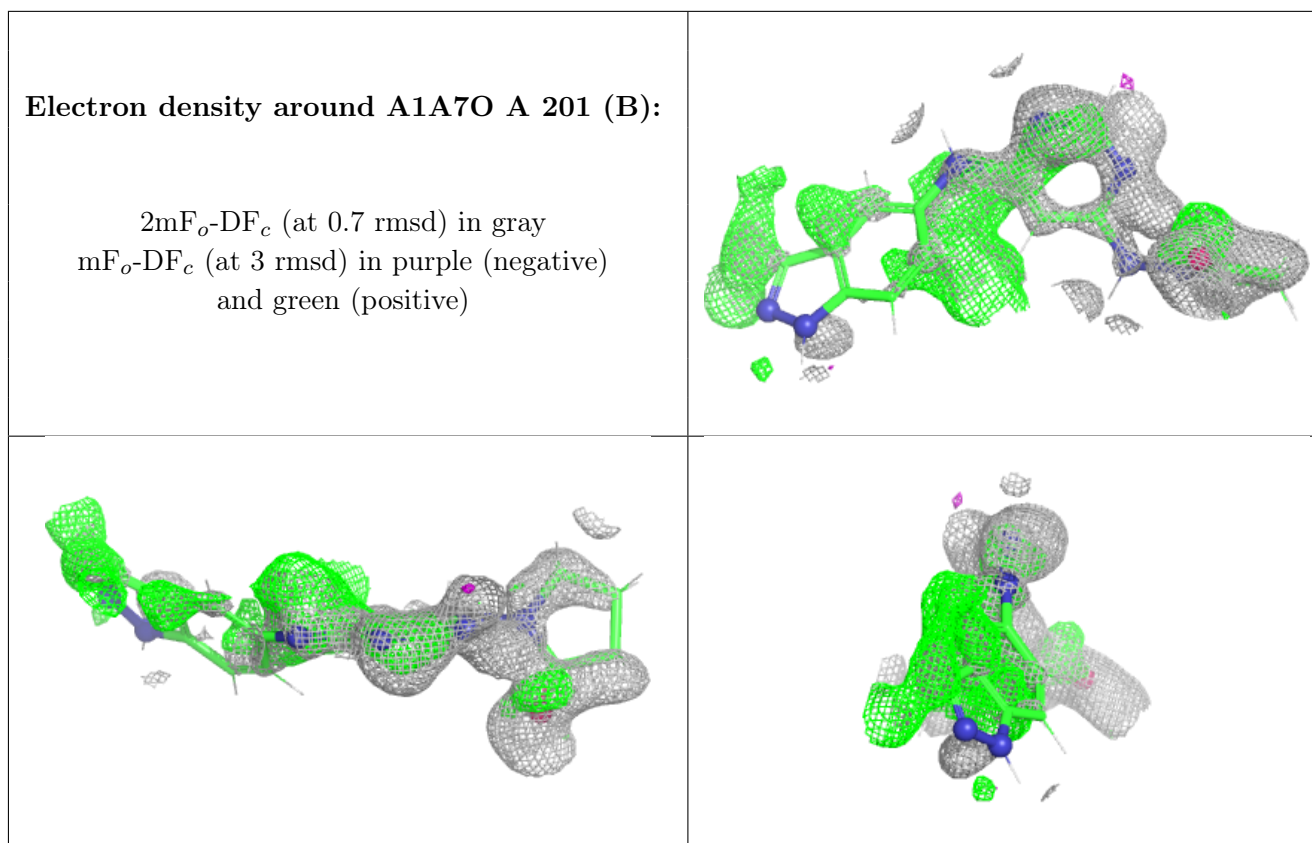 Electron density around A1A7O A 201 (B):
2mFo-DFc (at 0.7 rmsd) in gray
mFo-DFc (at 3 rmsd) in purple (negative)
and green (positive)